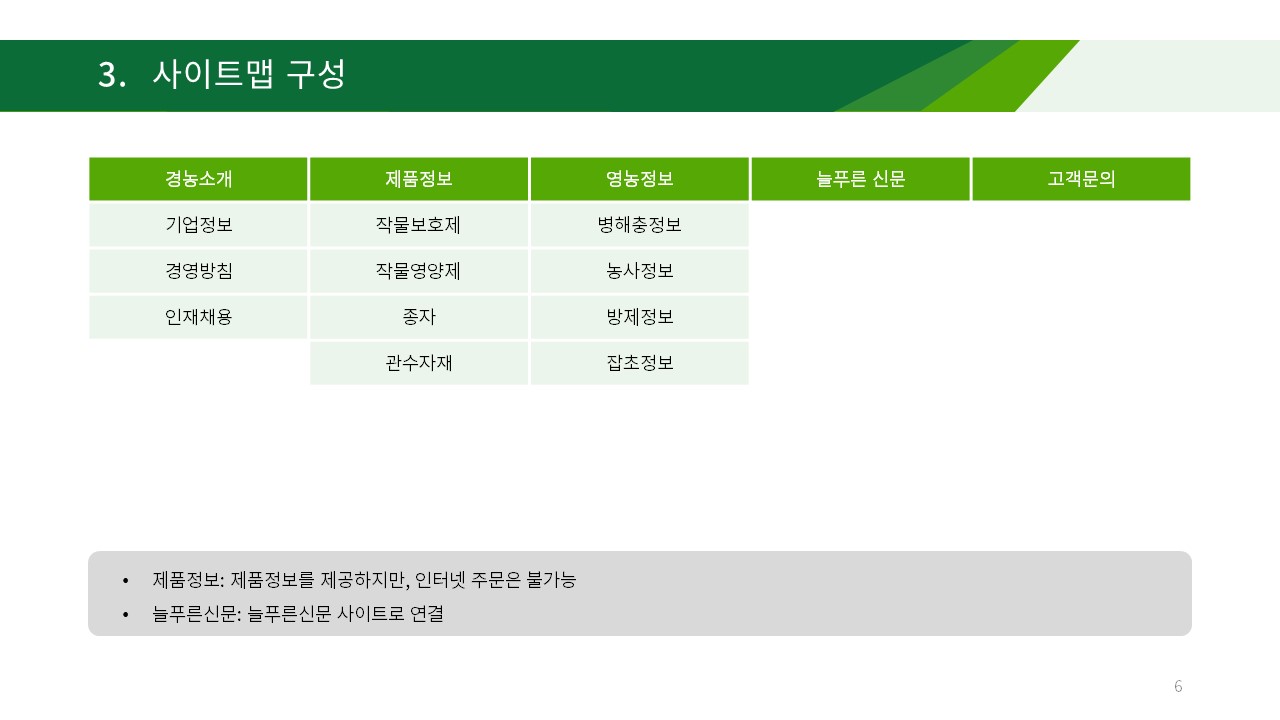 3. 사이트맵 구성
경농소개 제품정보 영농정보 늘푸른 신문 고객문의
기업정보 작물보호제 병해충정보
경영방침 작물영양제 농사정보
인재채용 종자 방제정보
관수자재 잡초정보
• 제품정보: 제품정보를 제공하지만, 인터넷 주문은 불가능
• 늘푸른신문: 늘푸른신문 사이트로 연결
6